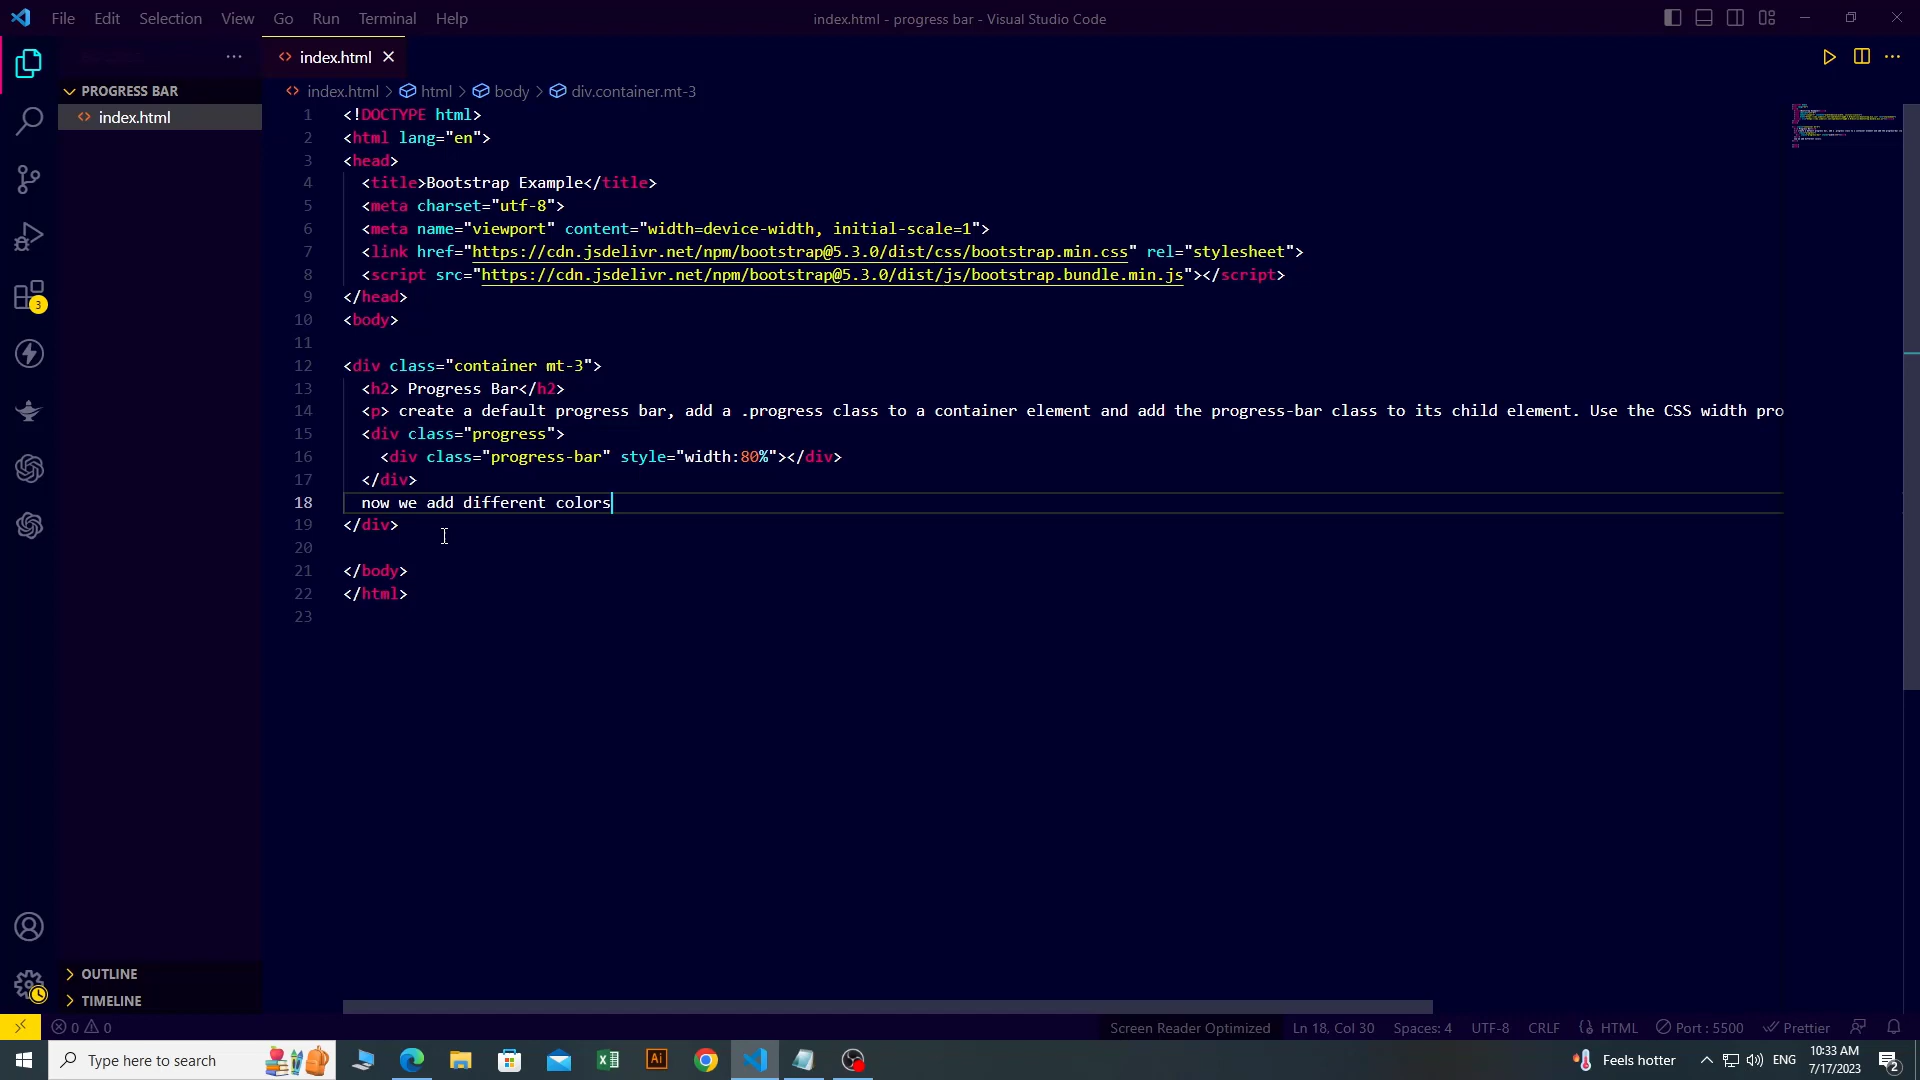 File Edit Selection View Go Run Terminal Help
index.html - progress bar - Visual Studio Code
index.html
PROGRESS BAR
index.html
index.html > html > body > div.container.mt-3
1 <!DOCTYPE html>
2 <html lang="en">
3 <head>
4 <title>Bootstrap Example</title>
5 <meta charset="utf-8">
6 <meta name="viewport" content="width=device-width, initial-scale=1">
7 <link href="https://cdn.jsdelivr.net/npm/bootstrap@5.3.0/dist/css/bootstrap.min.css" rel="stylesheet">
8 <script src="https://cdn.jsdelivr.net/npm/bootstrap@5.3.0/dist/js/bootstrap.bundle.min.js"></script>
9 </head>
10 <body>
11
12 <div class="container mt-3">
13 <h2> Progress Bar</h2>
14 <p> create a default progress bar, add a .progress class to a container element and add the progress-bar class to its child element. Use the CSS width pro
15 <div class="progress">
16 <div class="progress-bar" style="width:80%"></div>
17 </div>
18 now we add different colors
19 </div>
20
21 </body>
22 </html>
23
3
OUTLINE
TIMELINE
0 0
Screen Reader Optimized Ln 18, Col 30 Spaces: 4 UTF-8 CRLF HTML Port : 5500 Prettier
Type here to search
Ai
Feels hotter
ENG
10:33 AM
7/17/2023
2